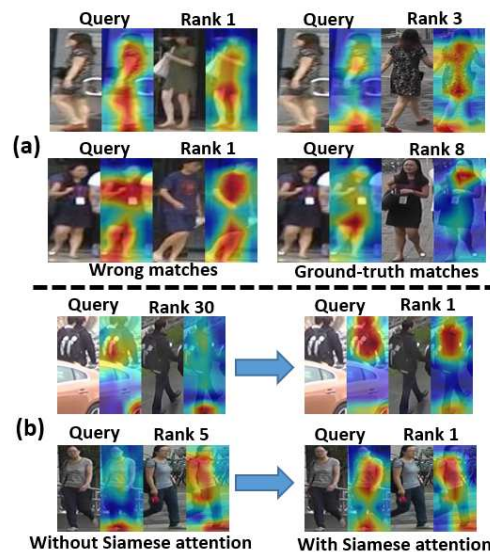 Query Rank 1 Query Rank 3
(a)
Query Rank 1 Query Rank 8
Wrong matches Ground-truth matches
Query Rank 30 Query Rank 1
(b)
Query Rank 5 Query Rank 1
Without Siamese attention With Siamese attention